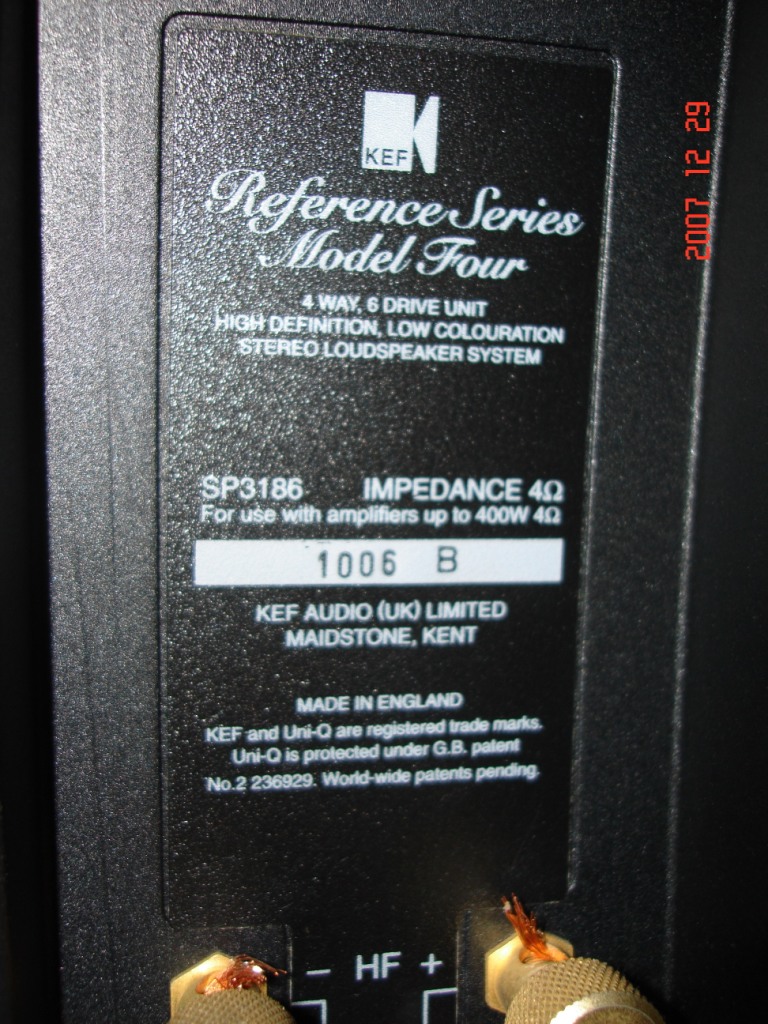 KEF
Reference Series
Model Four
4 WAY, 6 DRIVE UNIT
HIGH DEFINITION, LOW COLOURATION
STEREO LOUDSPEAKER SYSTEM
SP3186 IMPEDANCE 4Ω
For use with amplifiers up to 400W 4Ω
1006 B
KEF AUDIO (UK) LIMITED
MAIDSTONE, KENT
MADE IN ENGLAND
KEF and Uni-Q are registered trade marks.
Uni-Q is protected under G.B. patent
No.2 236929. World-wide patents pending.
– HF +
2007 12 29